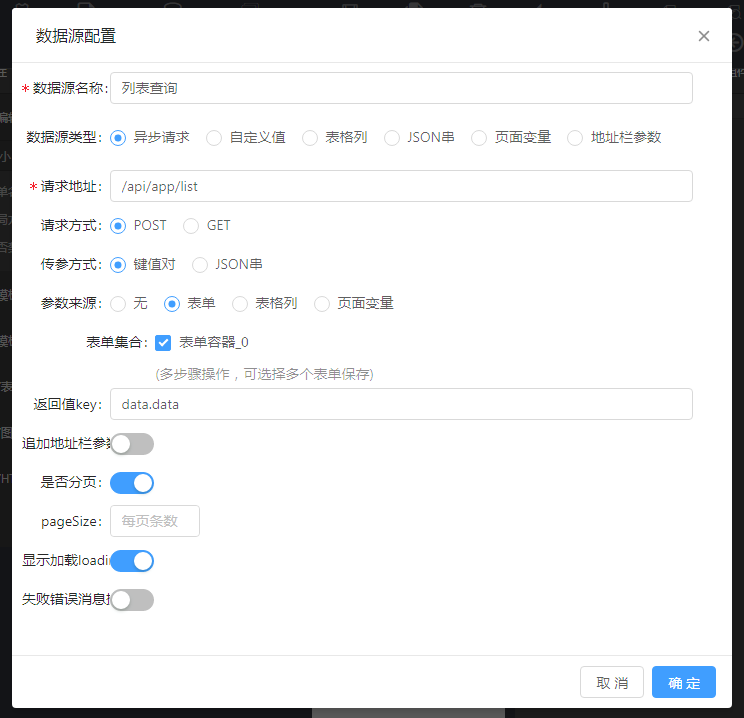 数据源配置
* 数据源名称: 列表查询
数据源类型: 异步请求 自定义值 表格列 JSON串 页面变量 地址栏参数
* 请求地址: /api/app/list
请求方式: POST GET
传参方式: 键值对 JSON串
参数来源: 无 表单 表格列 页面变量
表单集合: 表单容器_0
(多步骤操作，可选择多个表单保存)
返回值key: data.data
追加地址栏参
是否分页:
pageSize: 每页条数
显示加载loadi
失败错误消息
取 消 确 定